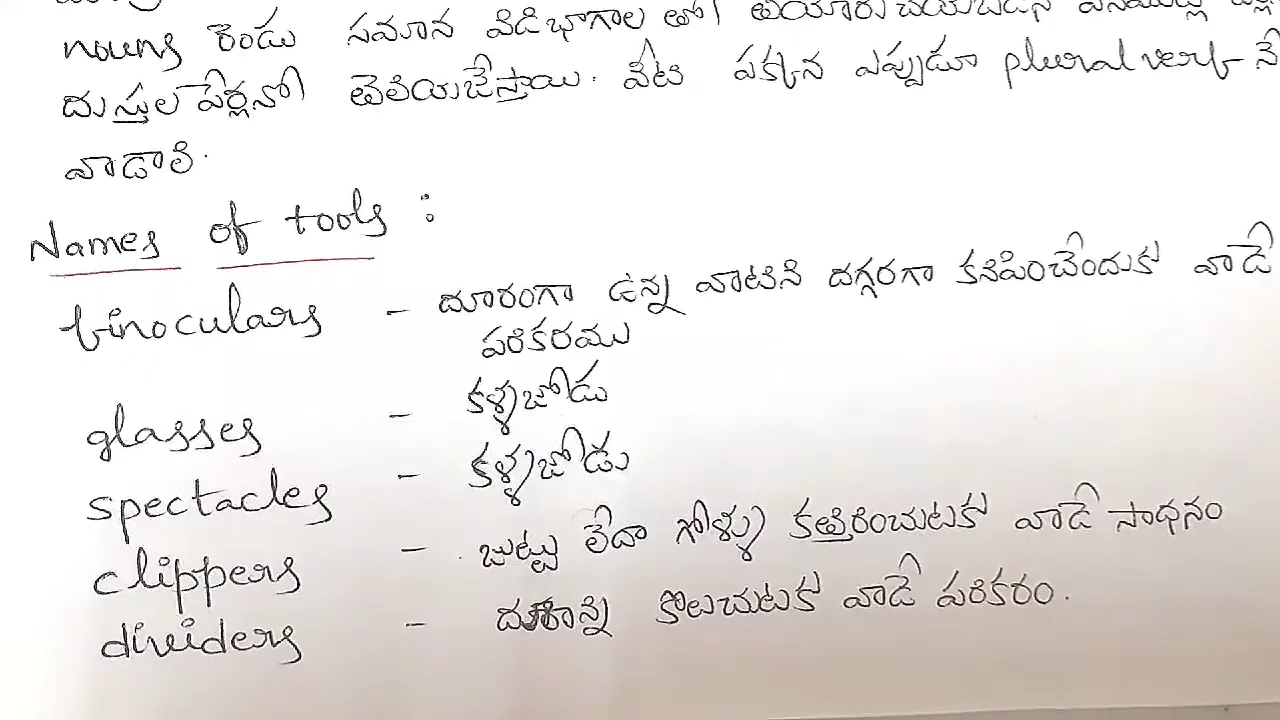 nouns రెండు సమాన విడిభాగాల తో తయారుచేయబడిన పనిముట్లు
దుస్తుల పేర్లనో తెలియజేస్తాయి. వీటి పక్కన ఎప్పుడూ plural verb నే
వాడాలి.
Names of tools :
binoculars - దూరంగా ఉన్న వాటిని దగ్గరగా కనిపించేందుకు వాడే
పరికరము
glasses - కళ్ళజోడు
spectacles - కళ్ళజోడు
clippers - జుట్టు లేదా గోళ్ళు కత్తిరించుటకు వాడే సాధనం
dividers - దూరాన్ని కొలుచుటకు వాడే పరికరం.